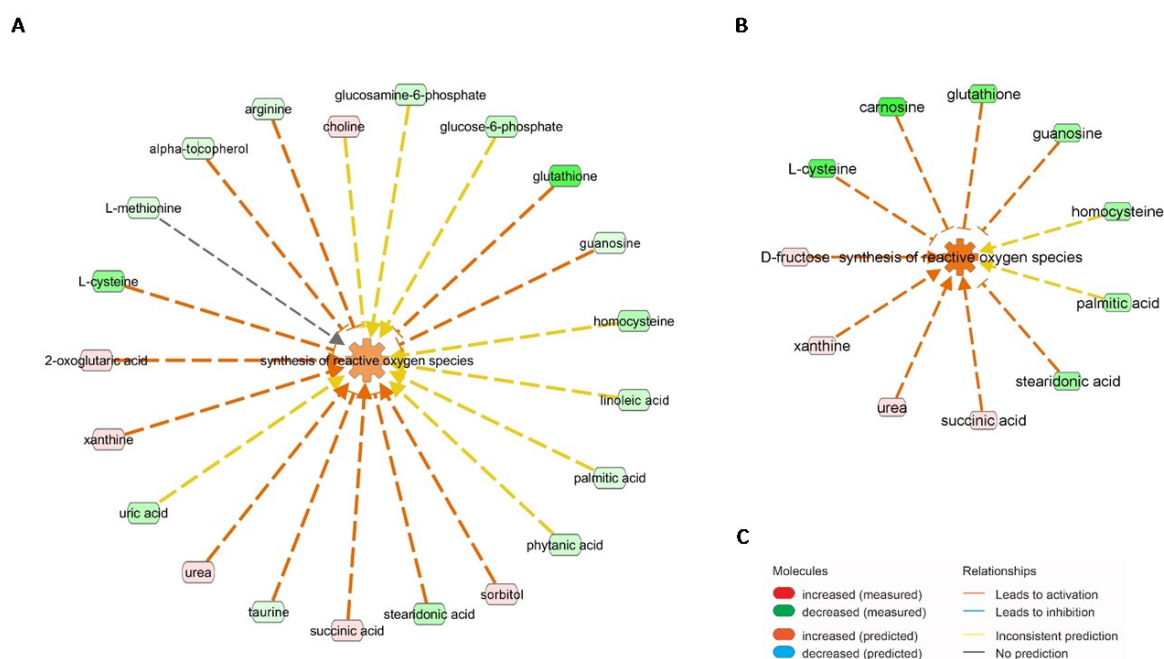 A
B
glucosamine-6-phosphate
arginine
choline
glucose-6-phosphate
alpha-tocopherol
glutathione
L-methionine
guanosine
L-cysteine
homocysteine
2-oxoglutaric acid
synthesis of reactive oxygen species
linoleic acid
xanthine
palmitic acid
uric acid
phytanic acid
urea
sorbitol
taurine
stearidonic acid
succinic acid
glutathione
carnosine
guanosine
L-cysteine
homocysteine
D-fructose
synthesis of reactive oxygen species
palmitic acid
xanthine
stearidonic acid
urea
succinic acid
C
Molecules
increased (measured)
decreased (measured)
increased (predicted)
decreased (predicted)
Relationships
Leads to activation
Leads to inhibition
Inconsistent prediction
No prediction